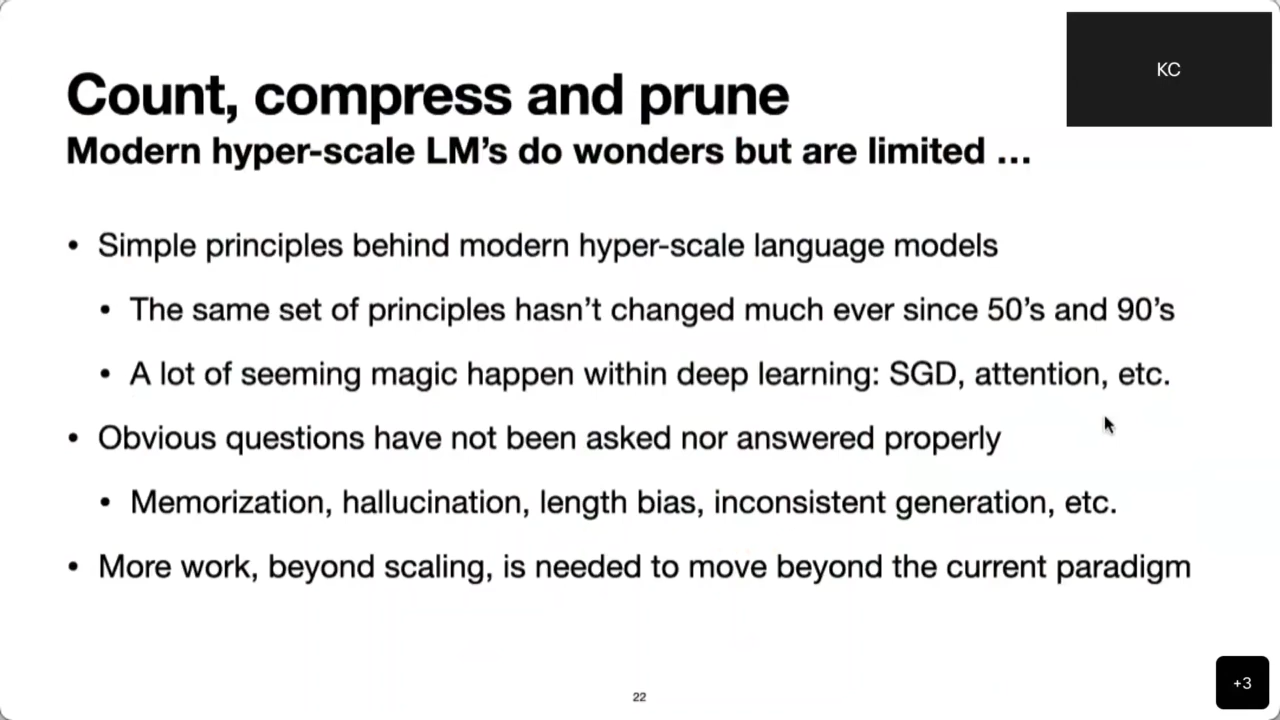 KC
Count, compress and prune
Modern hyper-scale LM's do wonders but are limited ...
• Simple principles behind modern hyper-scale language models
• The same set of principles hasn't changed much ever since 50's and 90's
• A lot of seeming magic happen within deep learning: SGD, attention, etc.
• Obvious questions have not been asked nor answered properly
• Memorization, hallucination, length bias, inconsistent generation, etc.
• More work, beyond scaling, is needed to move beyond the current paradigm
22
+3